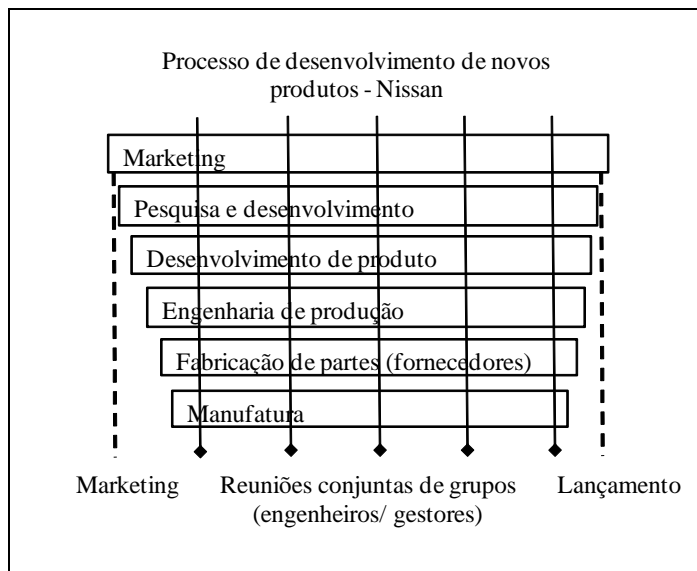 Processo de desenvolvimento de novos
produtos - Nissan
Marketing
Pesquisa e desenvolvimento
Desenvolvimento de produto
Engenharia de produção
Fabricação de partes (fornecedores)
Manufatura
Marketing
Reuniões conjuntas de grupos
(engenheiros/ gestores)
Lançamento